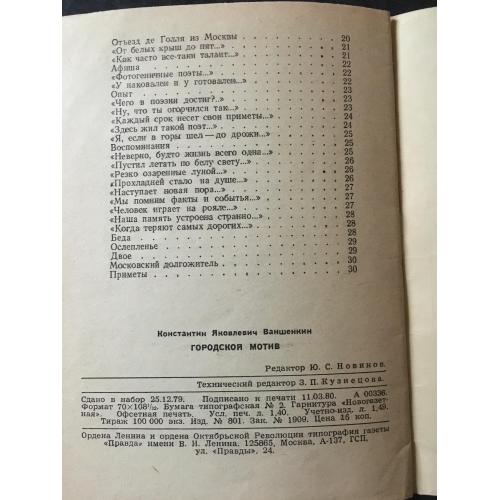 Отъезд де Голля из Москвы . . . . . . . . . . 20
«От белых крыш до пят...» . . . . . . . . . . 21
«Как часто все-таки талант...» . . . . . . . . . . 21
Афиша . . . . . . . . . . 22
«Фотогеничные поэты...» . . . . . . . . . . 22
«У наковален и у готовален...» . . . . . . . . . . 22
Опыт . . . . . . . . . . 23
«Чего в поэзии достиг?..» . . . . . . . . . . 23
«Ну, что ты огорчился так...» . . . . . . . . . . 23
«Каждый срок несет свои приметы...» . . . . . . . . . . 24
«Здесь жил такой поэт...» . . . . . . . . . . 24
«Я, если в горы шел — до дрожи...» . . . . . . . . . . 24
Воспоминания . . . . . . . . . . 25
«Неверно, будто жизнь всего одна...» . . . . . . . . . . 25
«Пустил летать по белу свету...» . . . . . . . . . . 25
«Резко озаренные луной...» . . . . . . . . . . 26
«Прохладней стало на душе...» . . . . . . . . . . 26
«Наступает новая пора...» . . . . . . . . . . 26
«Мы помним факты и событья...» . . . . . . . . . . 27
«Человек играет на рояле...» . . . . . . . . . . 27
«Наша память устроена странно...» . . . . . . . . . . 27
«Когда теряют самых дорогих...» . . . . . . . . . . 28
Беда . . . . . . . . . . 28
Ослепленье . . . . . . . . . . 29
Двое . . . . . . . . . . 29
Московский долгожитель . . . . . . . . . . 30
Приметы . . . . . . . . . . 30
Константин Яковлевич Ваншенкин
ГОРОДСКОЙ МОТИВ
Редактор Ю. С. Новиков
Технический редактор З. П. Кузнецова.
Сдано в набор 25.12.79. Подписано к печати 11.03.80. А 00336.
Формат 70×108¹/₃₂. Бумага типографская № 2. Гарнитура «Новогазет-
ная». Офсетная печать. Усл. печ. л. 1,40. Учетно-изд. л. 1,49.
Тираж 100 000 экз. Изд. № 801. Зак. № 1909. Цена 15 коп.
Ордена Ленина и ордена Октябрьской Революции типография газеты
«Правда» имени В. И. Ленина. 125865, Москва, А-137, ГСП,
ул. «Правды», 24.